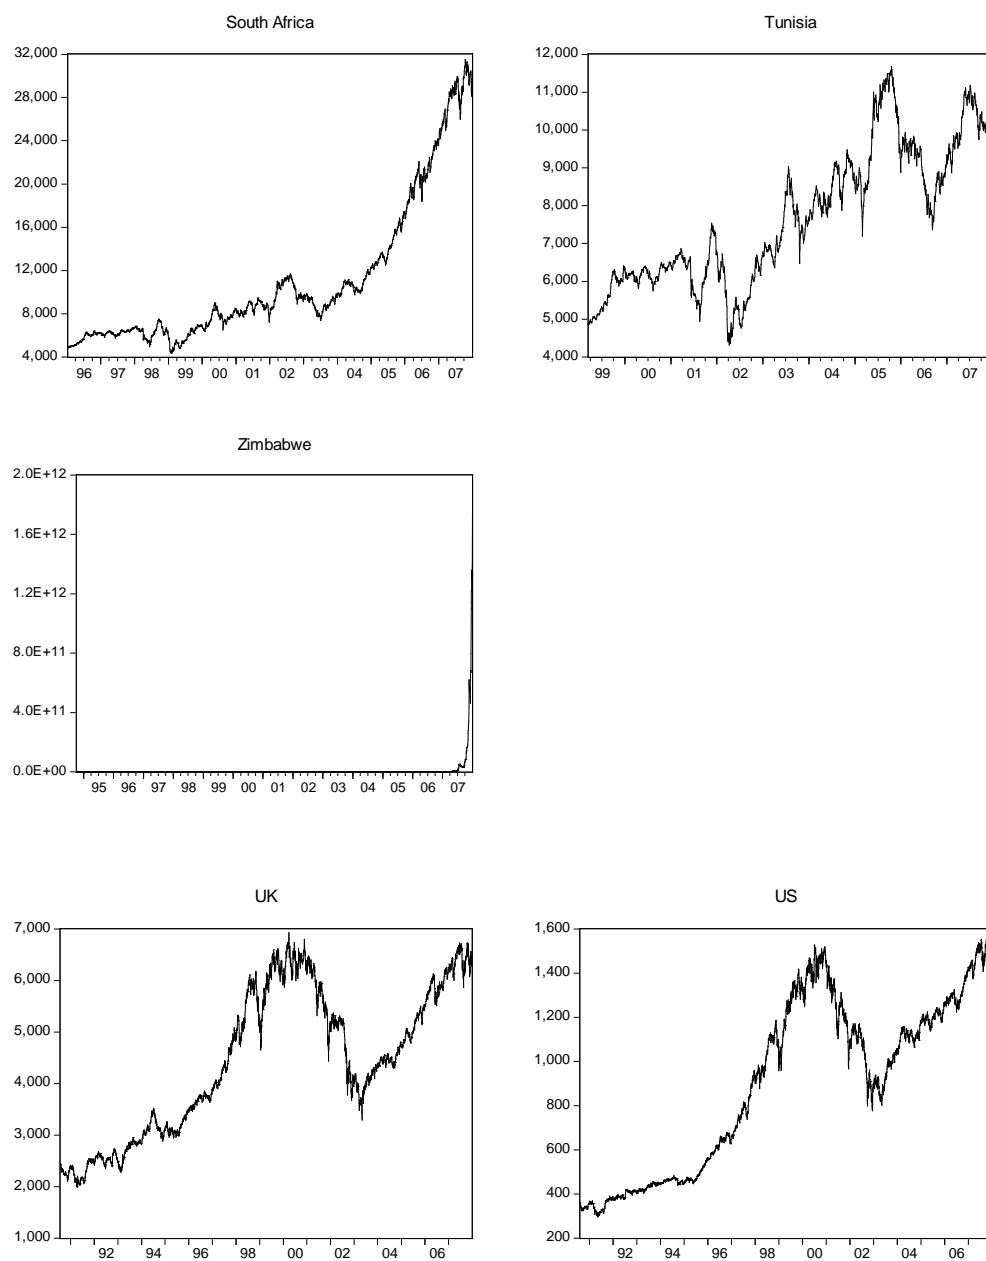 South Africa
32,000
28,000
24,000
20,000
16,000
12,000
8,000
4,000
96 97 98 99 00 01 02 03 04 05 06 07
Tunisia
12,000
11,000
10,000
9,000
8,000
7,000
6,000
5,000
4,000
99 00 01 02 03 04 05 06 07
Zimbabwe
2.0E+12
1.6E+12
1.2E+12
8.0E+11
4.0E+11
0.0E+00
95 96 97 98 99 00 01 02 03 04 05 06 07
UK
7,000
6,000
5,000
4,000
3,000
2,000
1,000
92 94 96 98 00 02 04 06
US
1,600
1,400
1,200
1,000
800
600
400
200
92 94 96 98 00 02 04 06